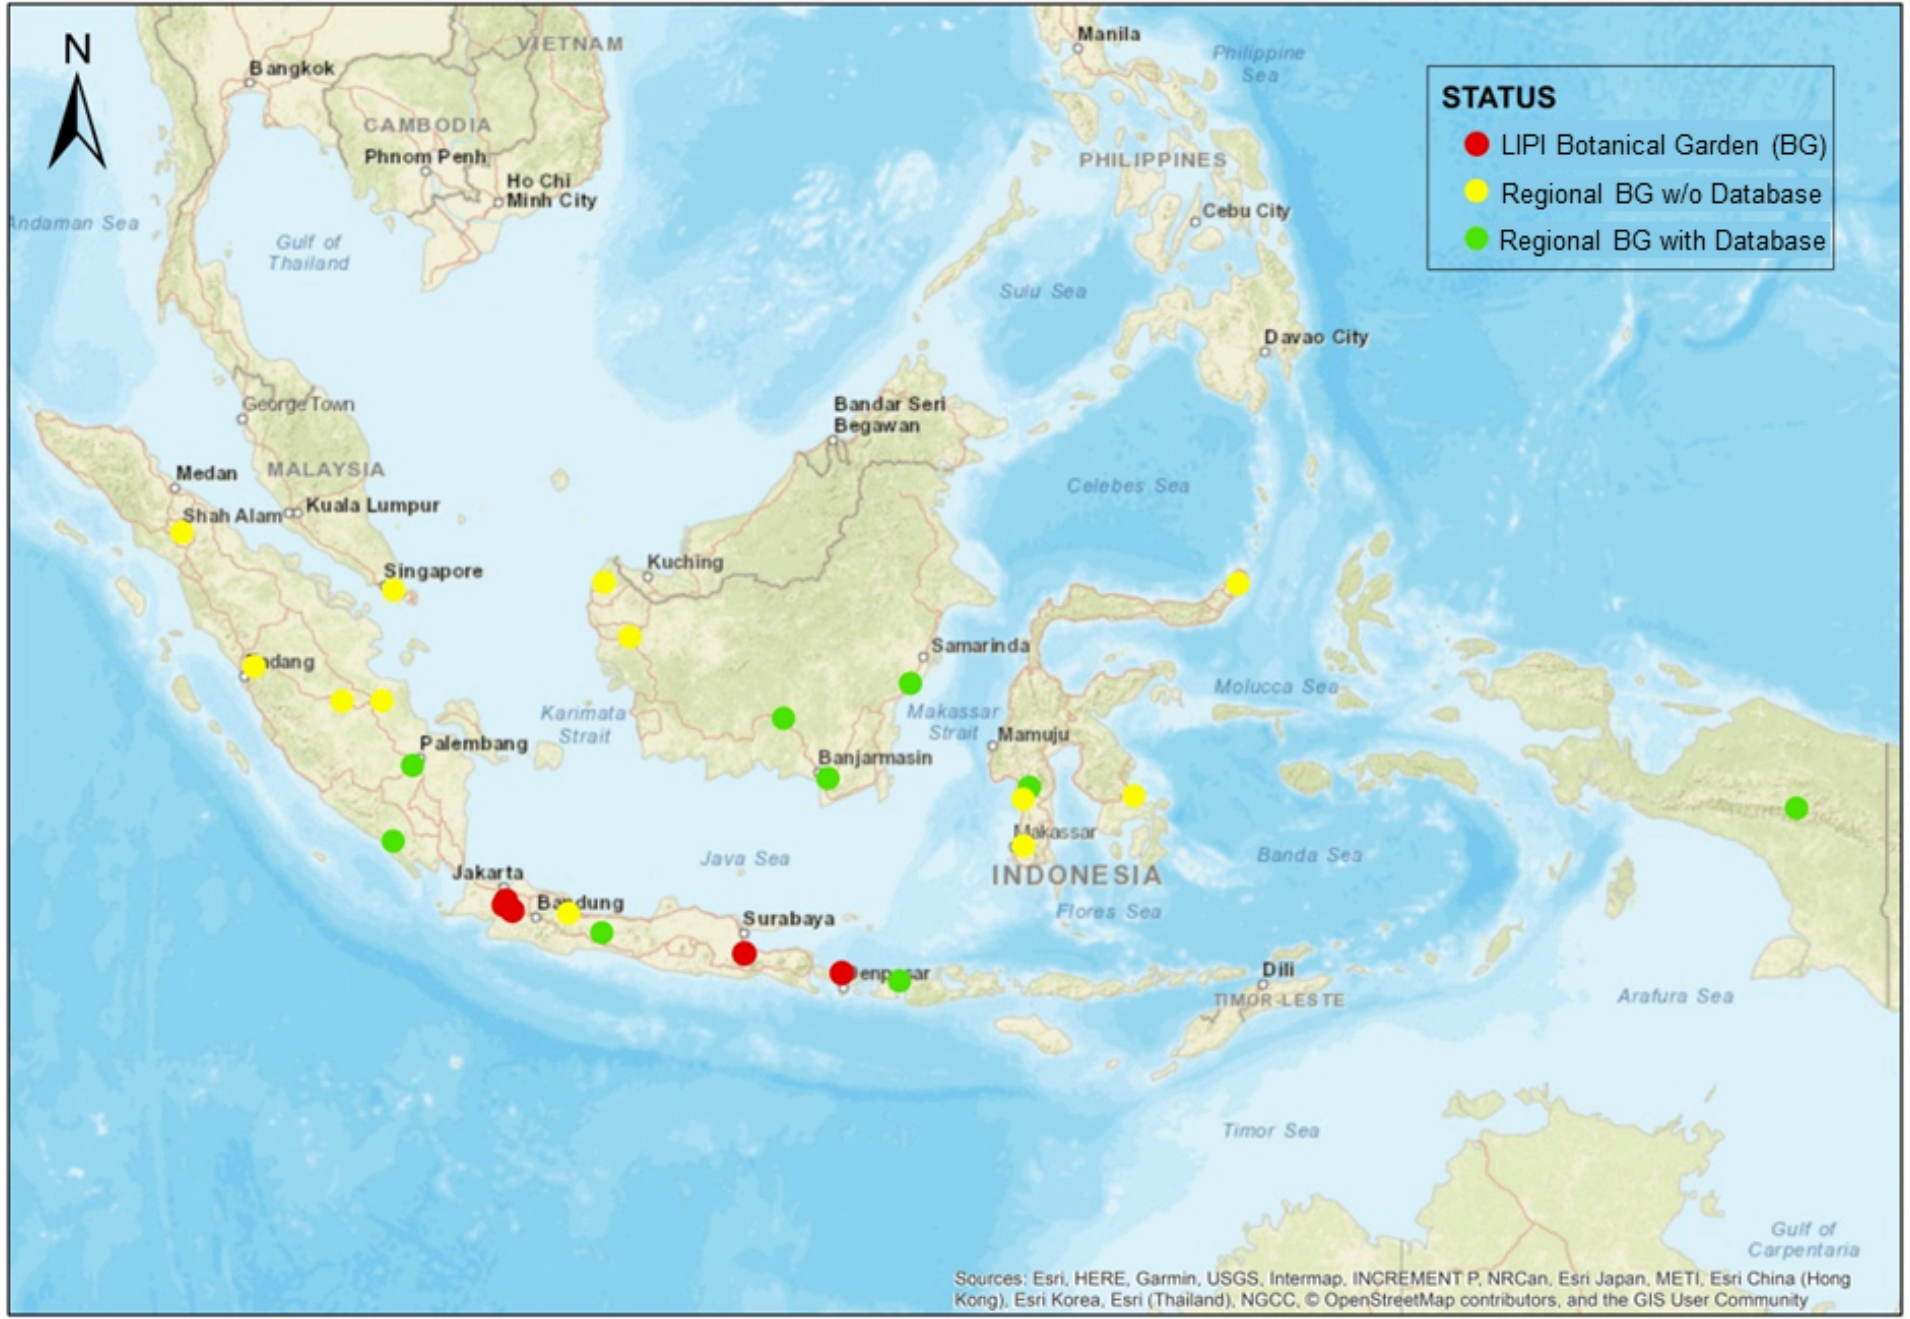 N
VIETNAM
Manila
Philippine
Sea
Bangkok
STATUS
CAMBODIA
LIPI Botanical Garden (BG)
Phnom Penh
PHILIPPINES
Ho Chi
Minh City
Regional BG w/o Database
Cebu City
Andaman Sea
Gulf of
Thailand
Regional BG with Database
Sulu Sea
Davao City
George Town
Bandar Seri
Begawan
Medan
MALAYSIA
Celebes Sea
Shah Alam
Kuala Lumpur
Kuching
Singapore
Samarinda
Molucca Sea
Karimata
Strait
Makassar
Strait
Mamuju
Palembang
Banjarmasin
Makassar
Java Sea
Banda Sea
Jakarta
INDONESIA
Bandung
Flores Sea
Surabaya
Denpasar
Dili
TIMOR-LESTE
Arafura Sea
Timor Sea
Gulf of
Carpentaria
Sources: Esri, HERE, Garmin, USGS, Intermap, INCREMENT P, NRCan, Esri Japan, METI, Esri China (Hong
Kong), Esri Korea, Esri (Thailand), NGCC, © OpenStreetMap contributors, and the GIS User Community